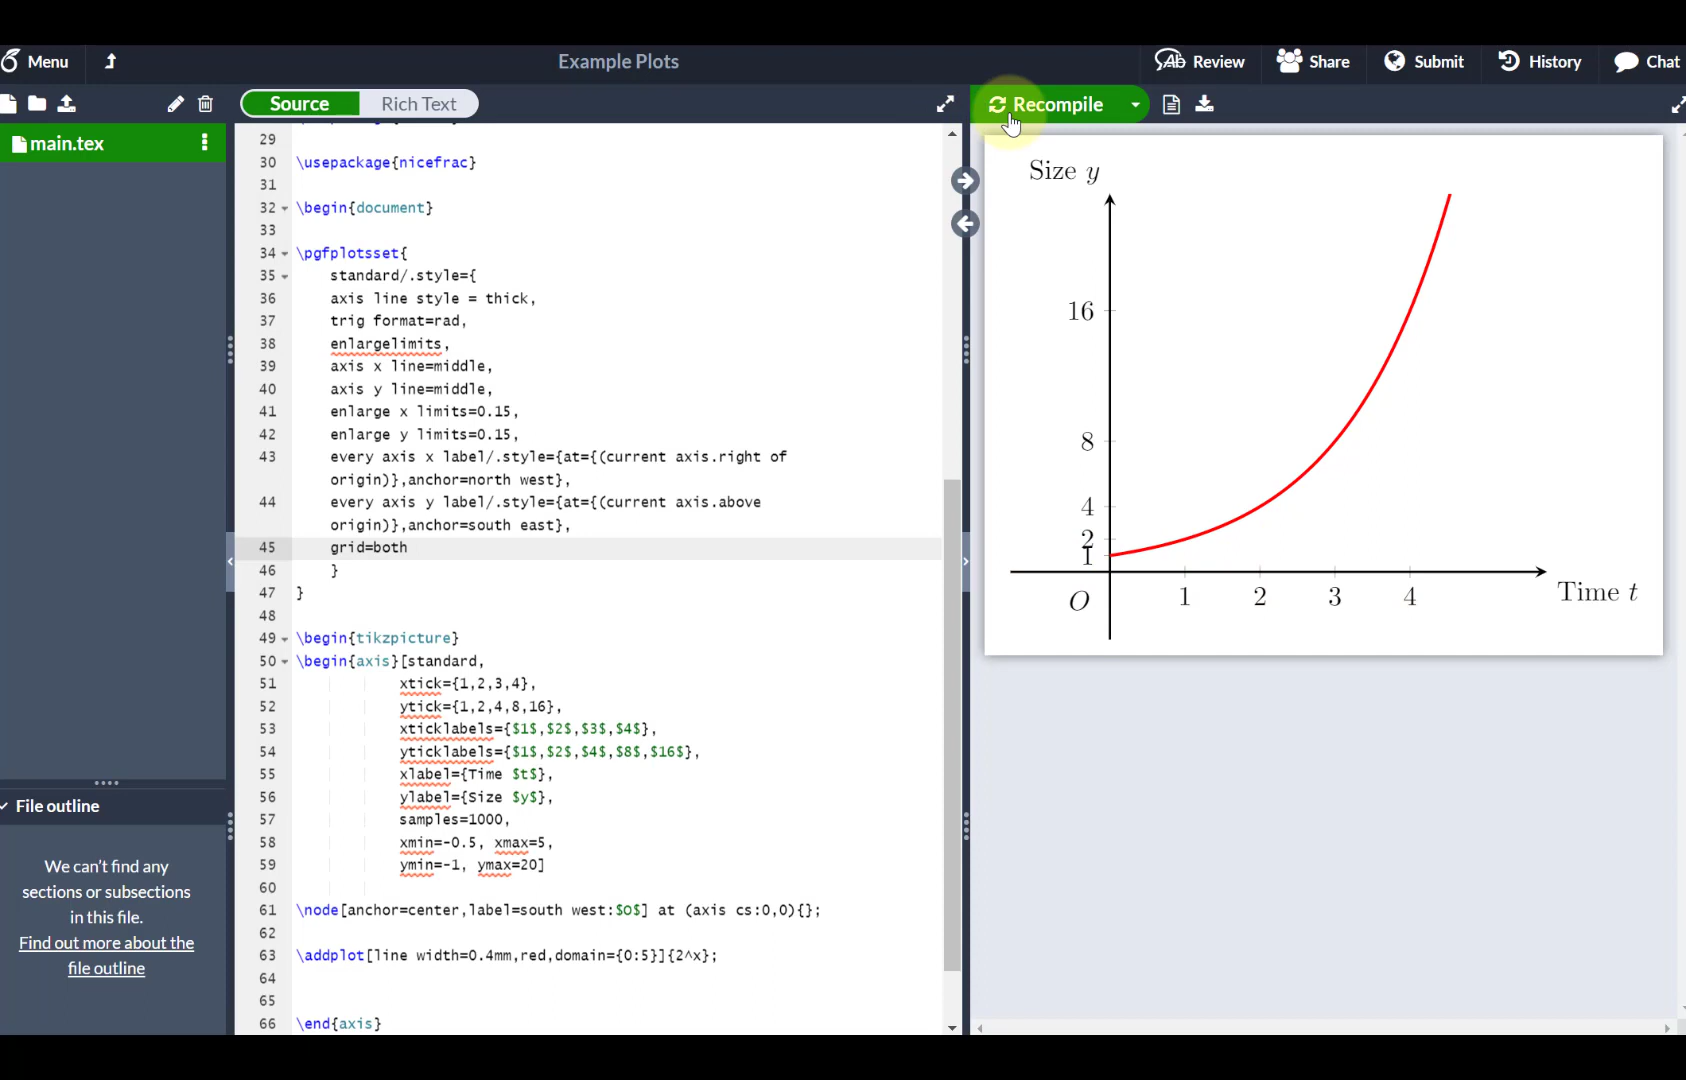 Menu
Example Plots
Review
Share
Submit
History
Chat
Source
Rich Text
Recompile
main.tex
29
30 \usepackage{nicefrac}
31
32 \begin{document}
33
34 \pgfplotsset{
35 standard/.style={
36 axis line style = thick,
37 trig format=rad,
38 enlargelimits,
39 axis x line=middle,
40 axis y line=middle,
41 enlarge x limits=0.15,
42 enlarge y limits=0.15,
43 every axis x label/.style={at={(current axis.right of
origin)},anchor=north west},
44 every axis y label/.style={at={(current axis.above
origin)},anchor=south east},
45 grid=both
46 }
47 }
48
49 \begin{tikzpicture}
50 \begin{axis}[standard,
51 xtick={1,2,3,4},
52 ytick={1,2,4,8,16},
53 xticklabels={$1$,$2$,$3$,$4$},
54 yticklabels={$1$,$2$,$4$,$8$,$16$},
55 xlabel={Time $t$},
56 ylabel={Size $y$},
57 samples=1000,
58 xmin=-0.5, xmax=5,
59 ymin=-1, ymax=20]
60
61 \node[anchor=center,label=south west:$O$] at (axis cs:0,0){};
62
63 \addplot[line width=0.4mm,red,domain={0:5}]{2^x};
64
65
66 \end{axis}
File outline
We can't find any
sections or subsections
in this file.
Find out more about the
file outline
Size y
16
8
4
2
1
O
1 2 3 4
Time t